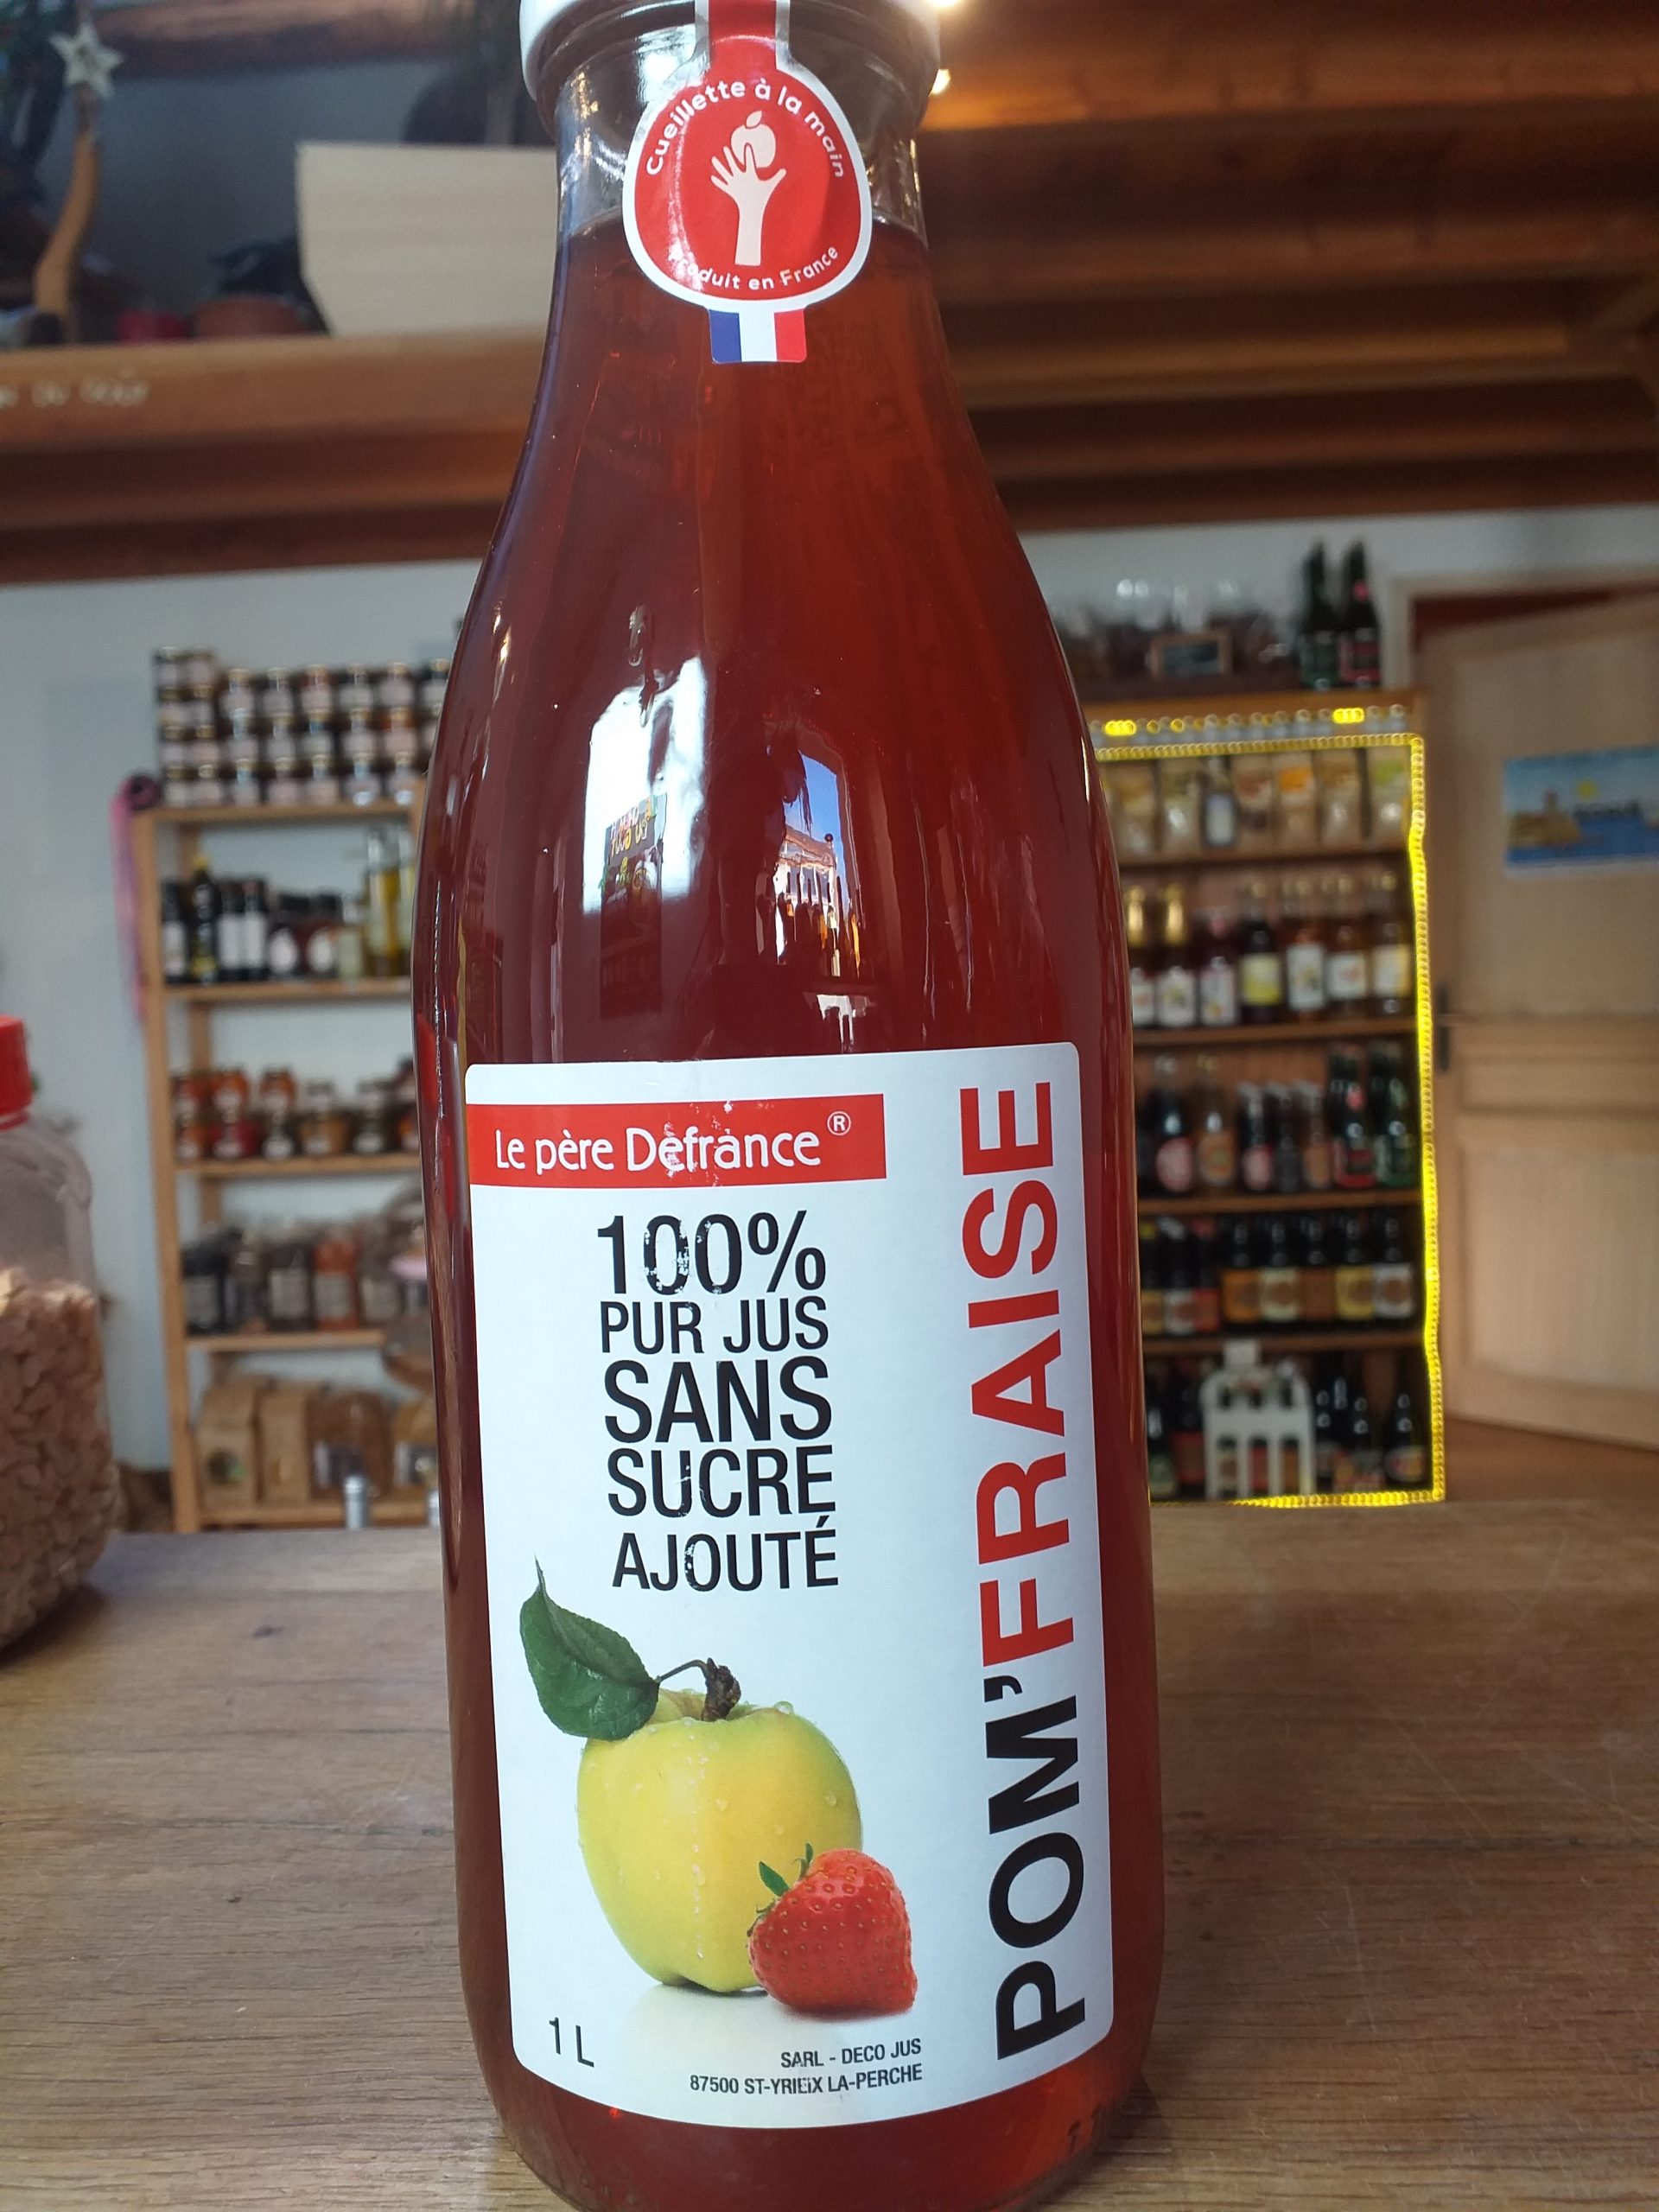 Cueillette à la main
Produit en France
Le père Defrance®
100%
PUR JUS
SANS
SUCRE
AJOUTÉ
POM'FRAISE
1 L
SARL - DECO JUS
87500 ST-YRIEIX LA-PERCHE